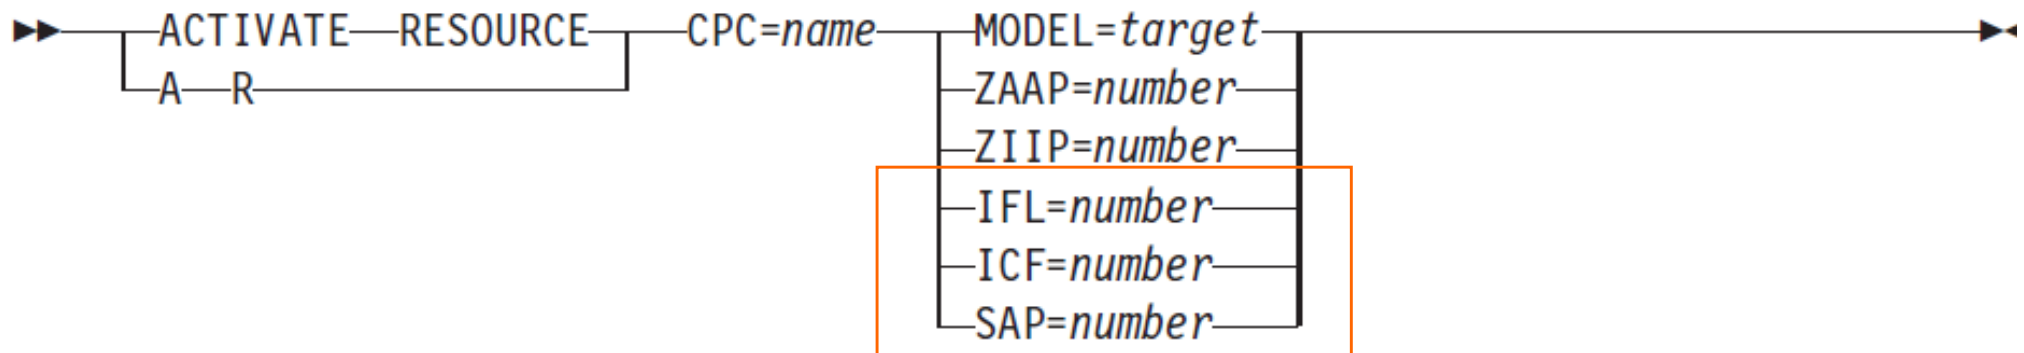 ACTIVATE RESOURCE CPC=name MODEL=target
A R ZAAP=number
ZIIP=number
IFL=number
ICF=number
SAP=number